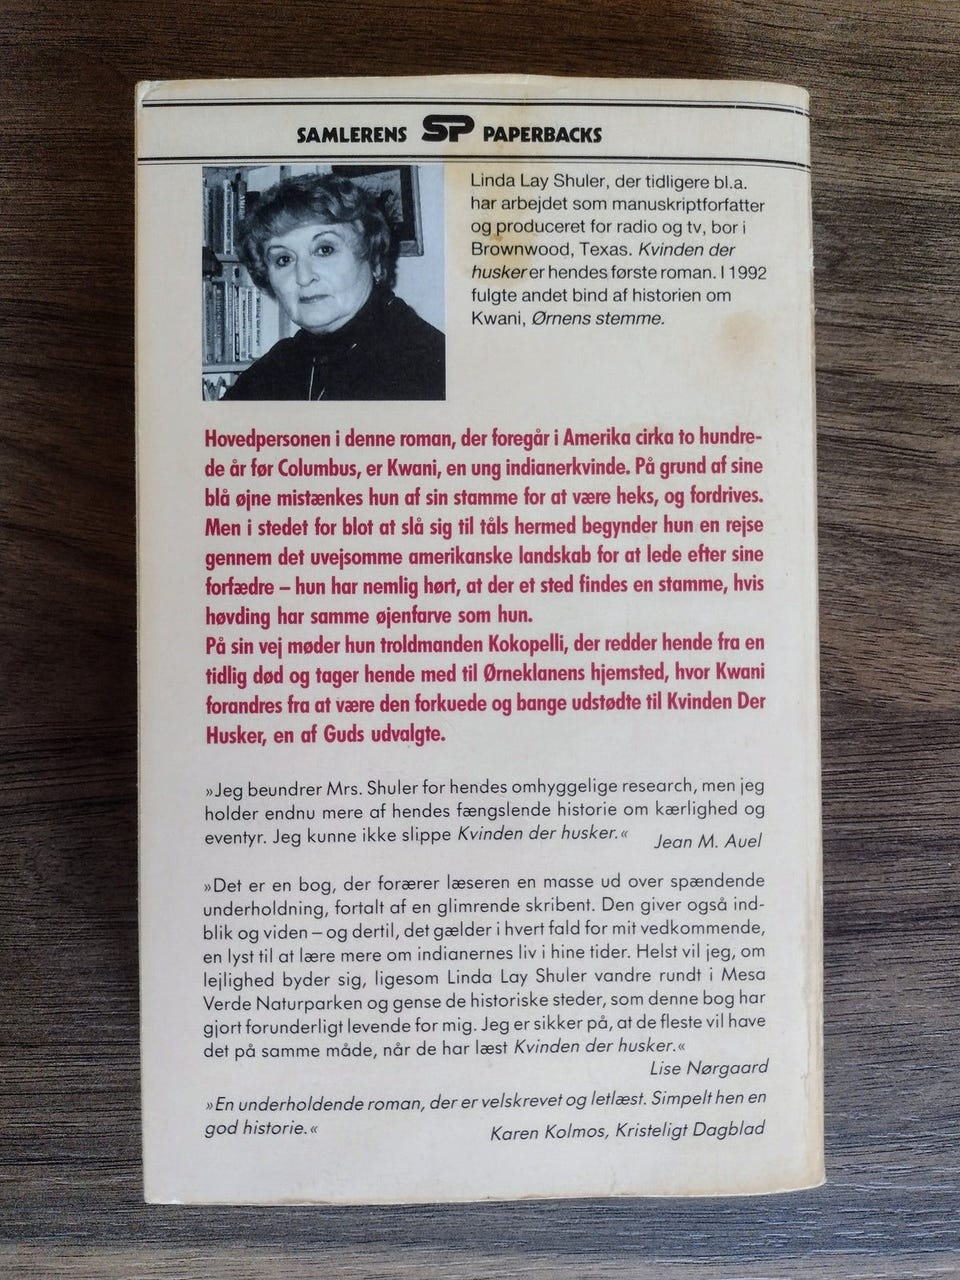 SAMLERENS SP PAPERBACKS
Linda Lay Shuler, der tidligere bl.a.
har arbejdet som manuskriptforfatter
og produceret for radio og tv, bor i
Brownwood, Texas. Kvinden der
husker er hendes første roman. I 1992
fulgte andet bind af historien om
Kwani, Ørnens stemme.
Hovedpersonen i denne roman, der foregår i Amerika cirka to hundre-
de år før Columbus, er Kwani, en ung indianerkvinde. På grund af sine
blå øjne mistænkes hun af sin stamme for at være heks, og fordrives.
Men i stedet for blot at slå sig til tåls hermed begynder hun en rejse
gennem det uvejsomme amerikanske landskab for at lede efter sine
forfædre – hun har nemlig hørt, at der et sted findes en stamme, hvis
høvding har samme øjenfarve som hun.
På sin vej møder hun troldmanden Kokopelli, der redder hende fra en
tidlig død og tager hende med til Ørneklanens hjemsted, hvor Kwani
forandres fra at være den forkuede og bange udstødte til Kvinden Der
Husker, en af Guds udvalgte.
»Jeg beundrer Mrs. Shuler for hendes omhyggelige research, men jeg
holder endnu mere af hendes fængslende historie om kærlighed og
eventyr. Jeg kunne ikke slippe Kvinden der husker.«
Jean M. Auel
»Det er en bog, der forærer læseren en masse ud over spændende
underholdning, fortalt af en glimrende skribent. Den giver også ind-
blik og viden – og dertil, det gælder i hvert fald for mit vedkommende,
en lyst til at lære mere om indianernes liv i hine tider. Helst vil jeg, om
lejlighed byder sig, ligesom Linda Lay Shuler vandre rundt i Mesa
Verde Naturparken og gense de historiske steder, som denne bog har
gjort forunderligt levende for mig. Jeg er sikker på, at de fleste vil have
det på samme måde, når de har læst Kvinden der husker.«
Lise Nørgaard
»En underholdende roman, der er velskrevet og letlæst. Simpelt hen en
god historie.«
Karen Kolmos, Kristeligt Dagblad